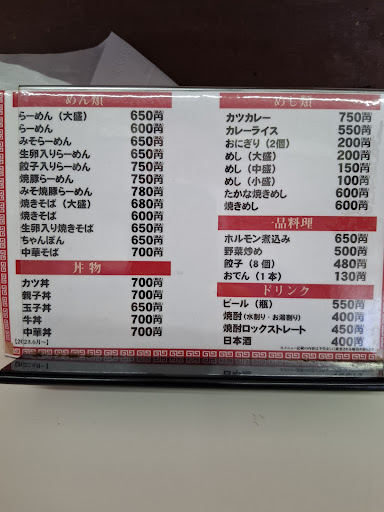 めん類
らーめん（大盛） 650円
らーめん 600円
みそらーめん 650円
生卵入りらーめん 650円
餃子入りらーめん 750円
焼豚らーめん 750円
みそ焼豚らーめん 780円
焼きそば（大盛） 680円
焼きそば 600円
生卵入り焼きそば 650円
ちゃんぽん 650円
中華そば 700円
丼物
カツ丼 700円
親子丼 700円
玉子丼 650円
牛丼 700円
中華丼 700円
【2023.6月～】
めし類
カツカレー 750円
カレーライス 550円
おにぎり（2個） 200円
めし（大盛） 200円
めし（中盛） 150円
めし（小盛） 100円
たかな焼きめし 600円
焼きめし 600円
一品料理
ホルモン煮込み 650円
野菜炒め 500円
餃子（8個） 480円
おでん（1本） 130円
ドリンク
ビール（瓶） 550円
焼酎（水割り・お湯割り） 400円
焼酎ロックストレート 450円
日本酒 400円